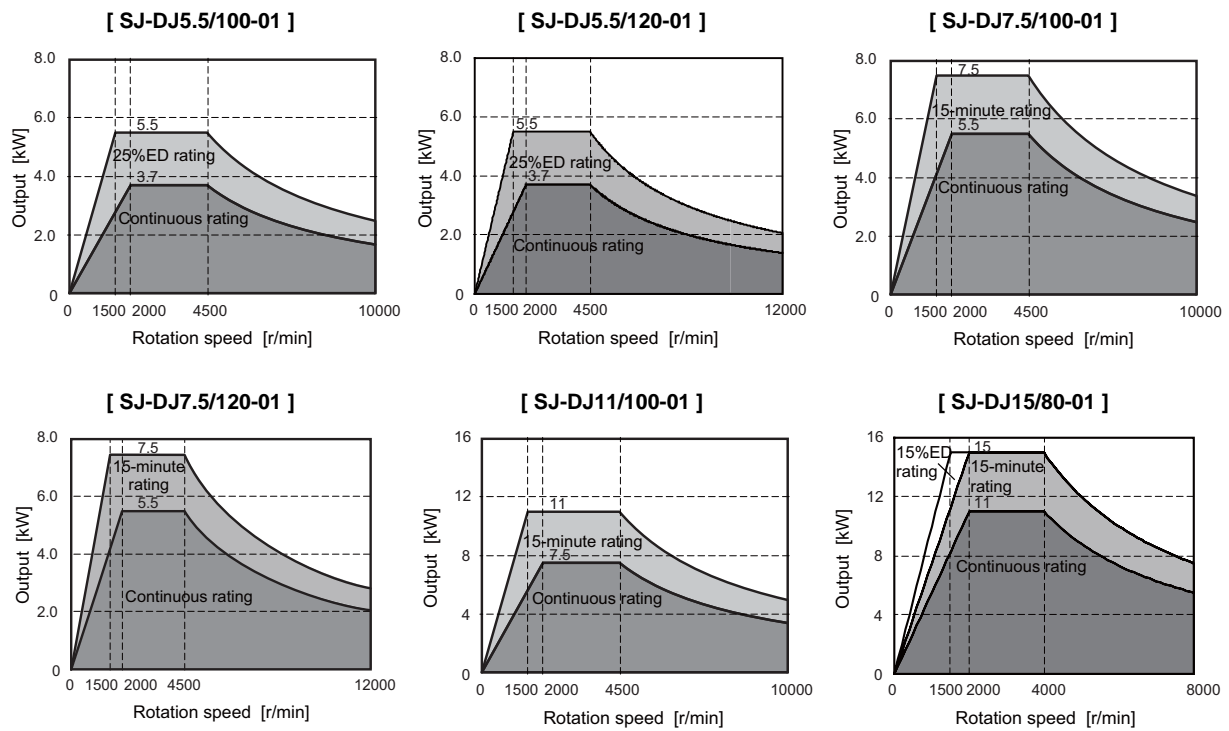 [ SJ-DJ5.5/100-01 ]
8.0
6.0
4.0
2.0
0
Output [kW]
5.5
25%ED rating
3.7
Continuous rating
0 1500 2000 4500 10000
Rotation speed [r/min]
[ SJ-DJ5.5/120-01 ]
8.0
6.0
4.0
2.0
0
Output [kW]
5.5
25%ED rating
3.7
Continuous rating
0 1500 2000 4500 12000
Rotation speed [r/min]
[ SJ-DJ7.5/100-01 ]
8.0
6.0
4.0
2.0
0
Output [kW]
7.5
15-minute rating
5.5
Continuous rating
0 1500 2000 4500 10000
Rotation speed [r/min]
[ SJ-DJ7.5/120-01 ]
8.0
6.0
4.0
2.0
0
Output [kW]
7.5
15-minute
rating
5.5
Continuous rating
0 1500 2000 4500 12000
Rotation speed [r/min]
[ SJ-DJ11/100-01 ]
16
12
8
4
0
Output [kW]
11
15-minute rating
7.5
Continuous rating
0 1500 2000 4500 10000
Rotation speed [r/min]
[ SJ-DJ15/80-01 ]
16
12
8
4
0
Output [kW]
15%ED
rating
15
15-minute
rating
11
Continuous rating
0 1500 2000 4000 8000
Rotation speed [r/min]